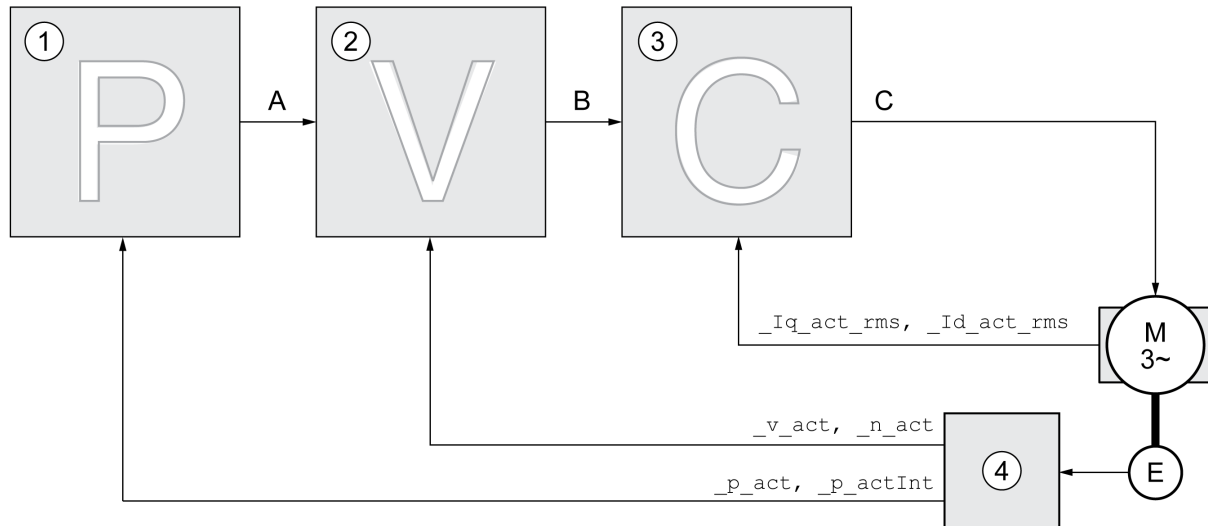 1
P
A
2
V
B
3
C
C
_Iq_act_rms, _Id_act_rms
M
3~
_v_act, _n_act
_p_act, _p_actInt
4
E